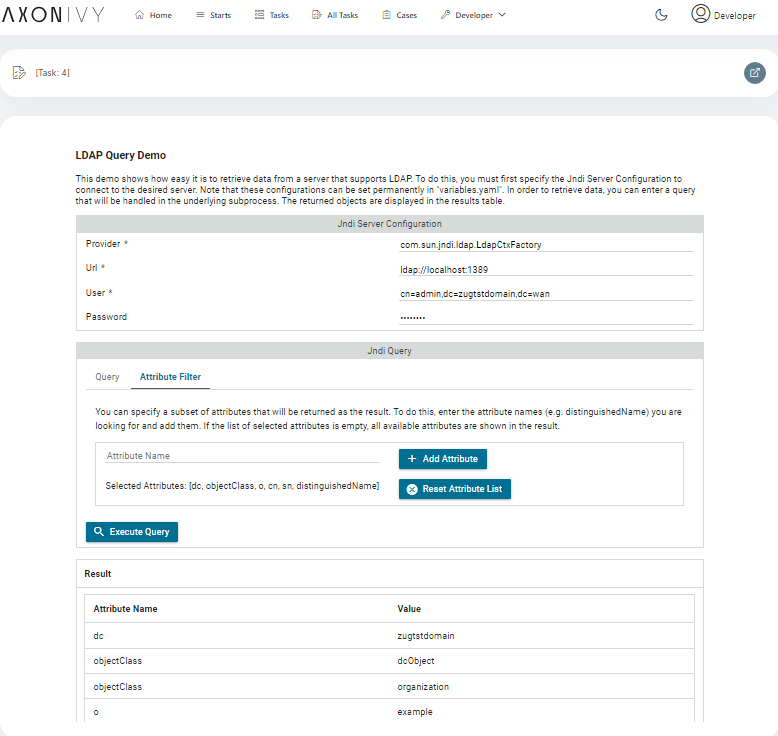 AXONIVY Home Starts Tasks All Tasks Cases Developer Developer
[Task: 4]
LDAP Query Demo
This demo shows how easy it is to retrieve data from a server that supports LDAP. To do this, you must first specify the Jndi Server Configuration to
connect to the desired server. Note that these configurations can be set permanently in "variables.yaml". In order to retrieve data, you can enter a query
that will be handled in the underlying subprocess. The returned objects are displayed in the results table.
Jndi Server Configuration
Provider * com.sun.jndi.ldap.LdapCtxFactory
Url * ldap://localhost:1389
User * cn=admin,dc=zugtstdomain,dc=wan
Password ••••••••
Jndi Query
Query Attribute Filter
You can specify a subset of attributes that will be returned as the result. To do this, enter the attribute names (e.g. distinguishedName) you are
looking for and add them. If the list of selected attributes is empty, all available attributes are shown in the result.
Attribute Name + Add Attribute
Selected Attributes: [dc, objectClass, o, cn, sn, distinguishedName] Reset Attribute List
Execute Query
Result
Attribute Name Value
dc zugtstdomain
objectClass dcObject
objectClass organization
o example